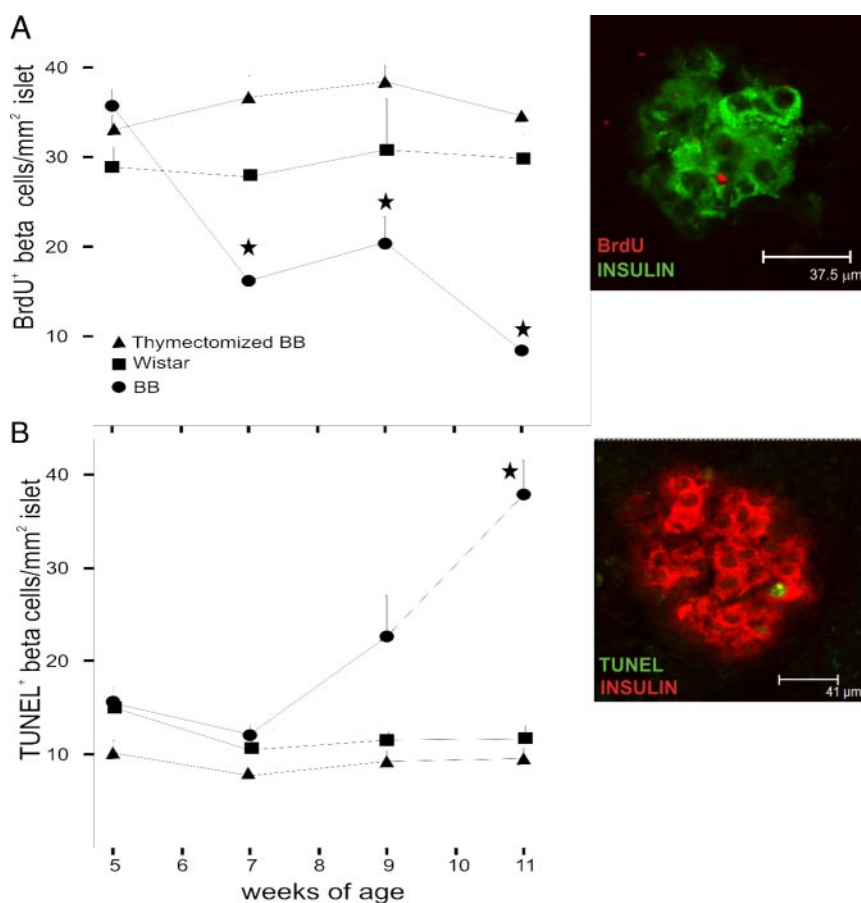 A
BrdU⁺ beta cells/mm² islet
40
30
20
10
Thymectomized BB
Wistar
BB
BrdU
INSULIN
37.5 µm
B
TUNEL⁺ beta cells/mm² islet
40
30
20
10
5 6 7 8 9 10 11
weeks of age
TUNEL
INSULIN
41 µm